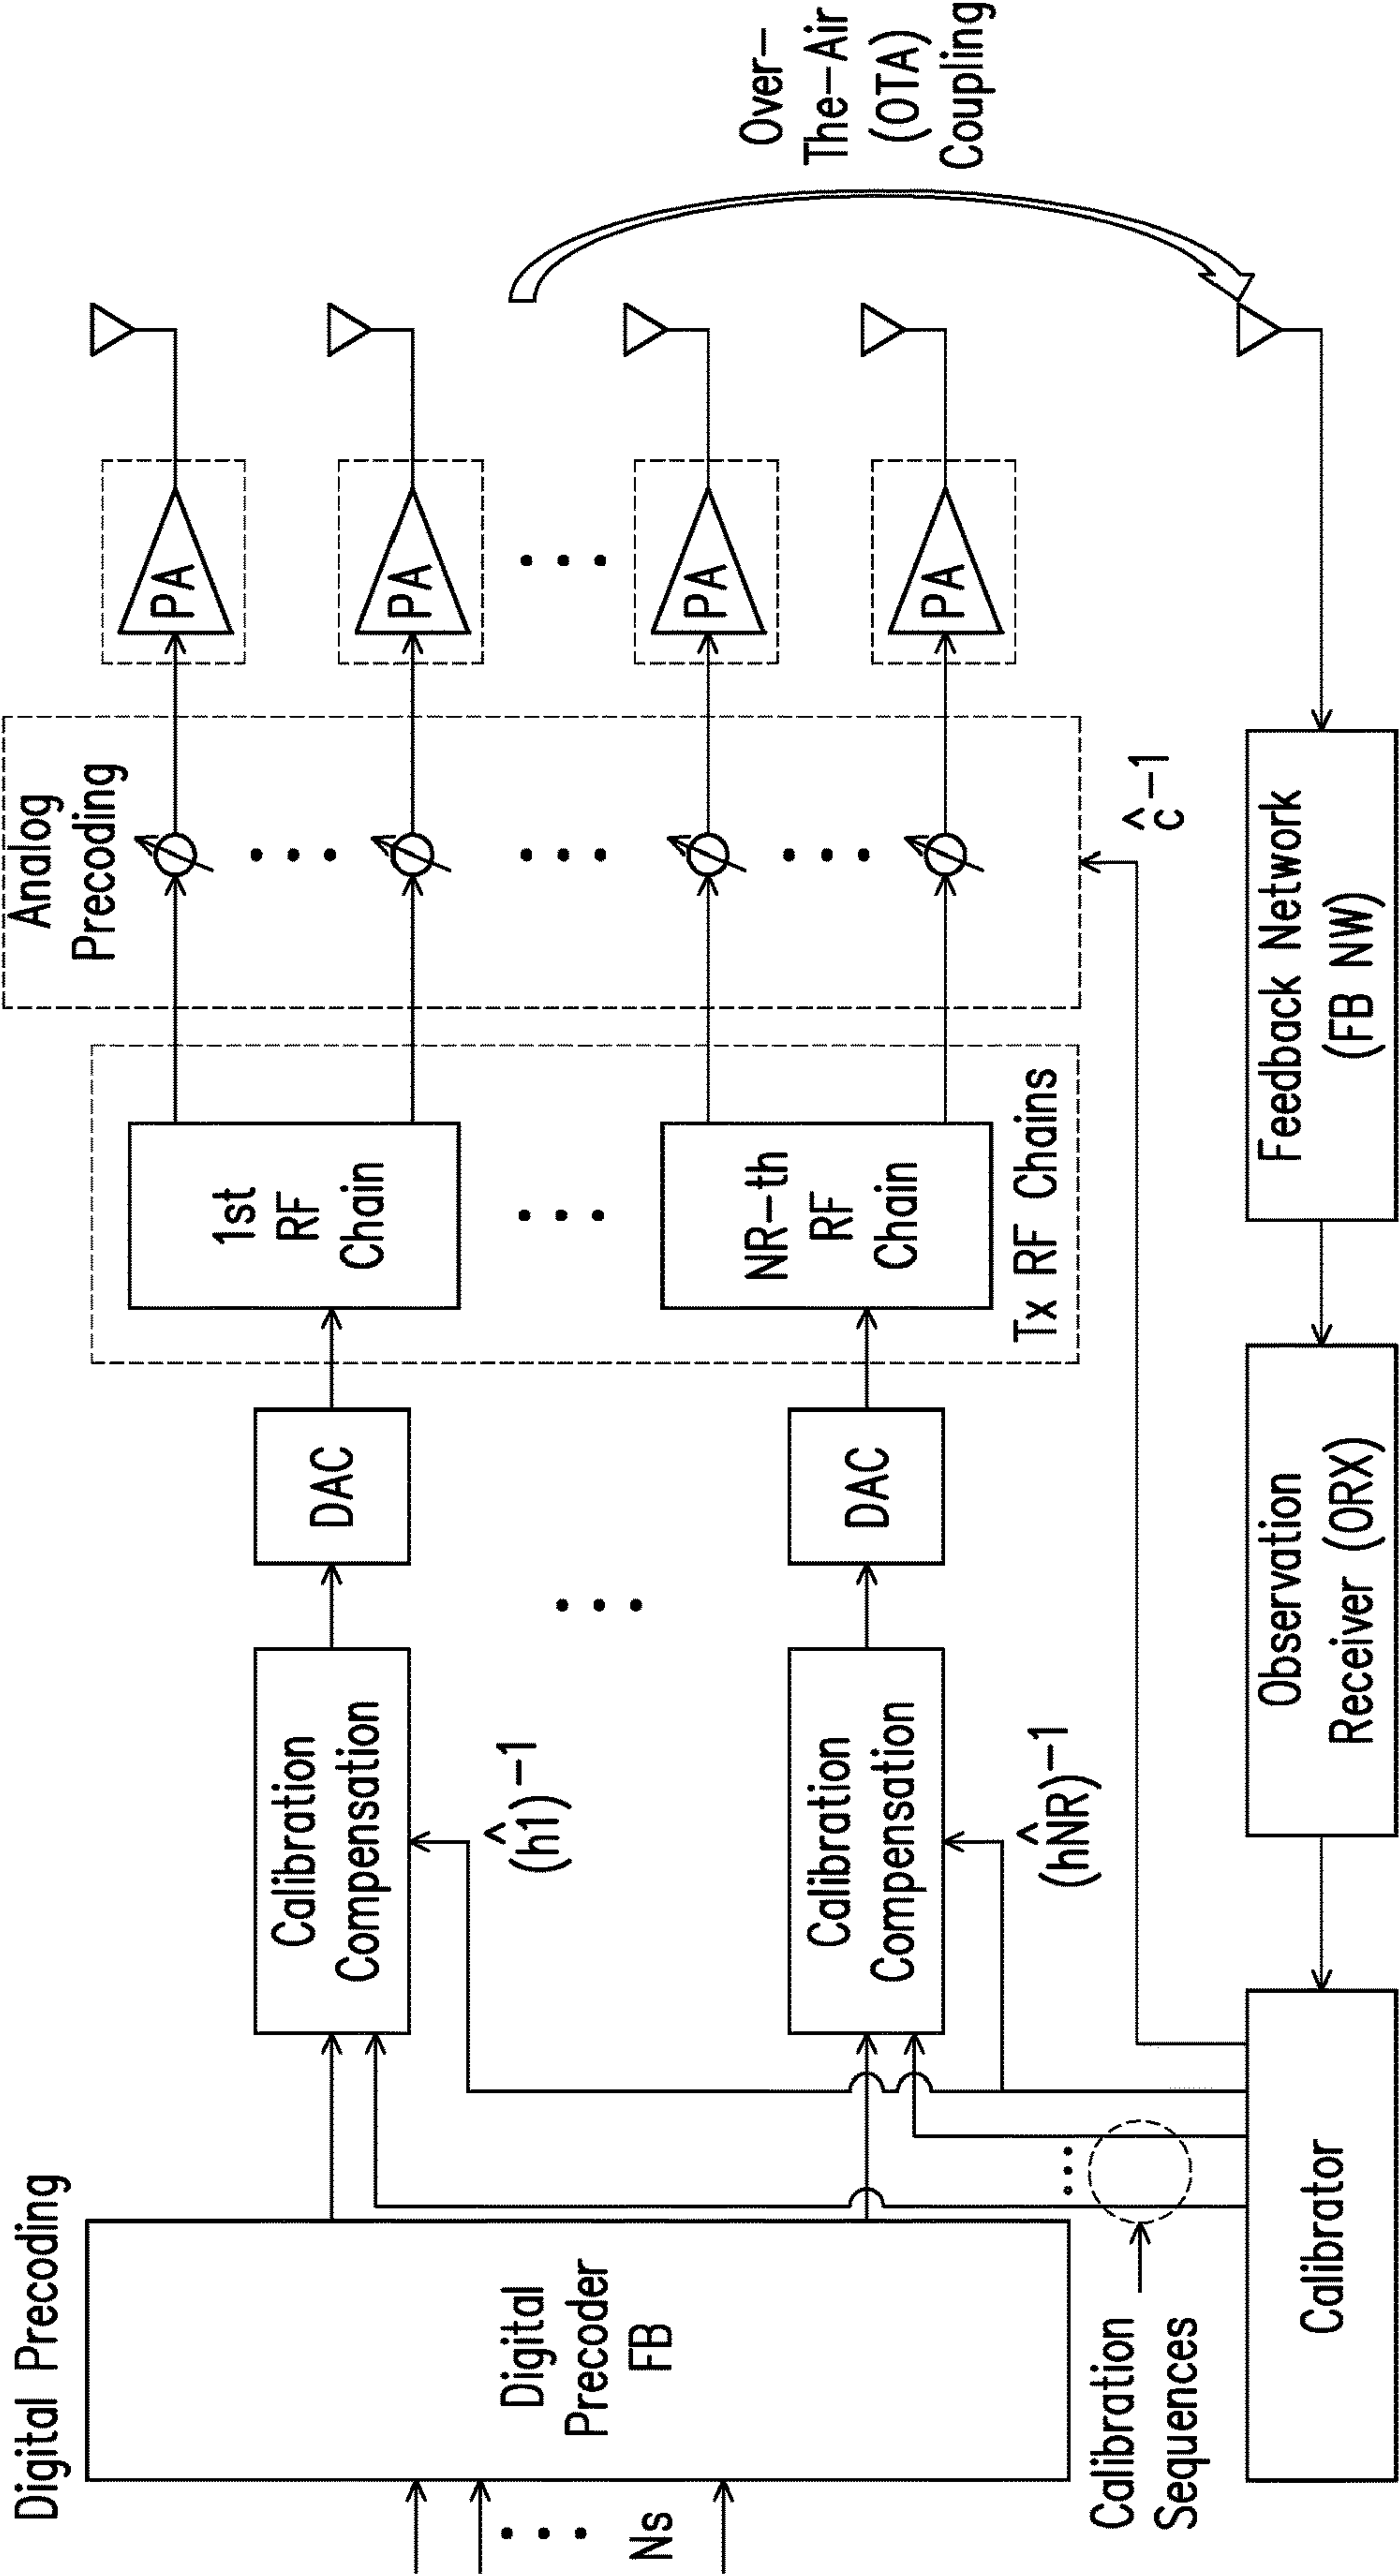 Digital Precoding
Ns
Digital
Precoder
FB
Calibration
Compensation
(ĥ1)−1
Calibration
Compensation
(hN̂R)−1
DAC
DAC
1st
RF
Chain
NR−th
RF
Chain
Tx RF Chains
Analog
Precoding
PA
PA
PA
PA
Over−
The−Air
(OTA)
Coupling
ĉ−1
Calibration
Sequences
Calibrator
Observation
Receiver (ORX)
Feedback Network
(FB NW)